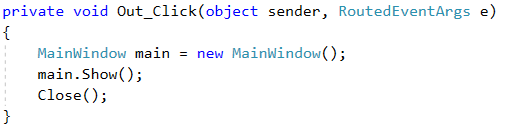 private void Out_Click(object sender, RoutedEventArgs e)
{
MainWindow main = new MainWindow();
main.Show();
Close();
}